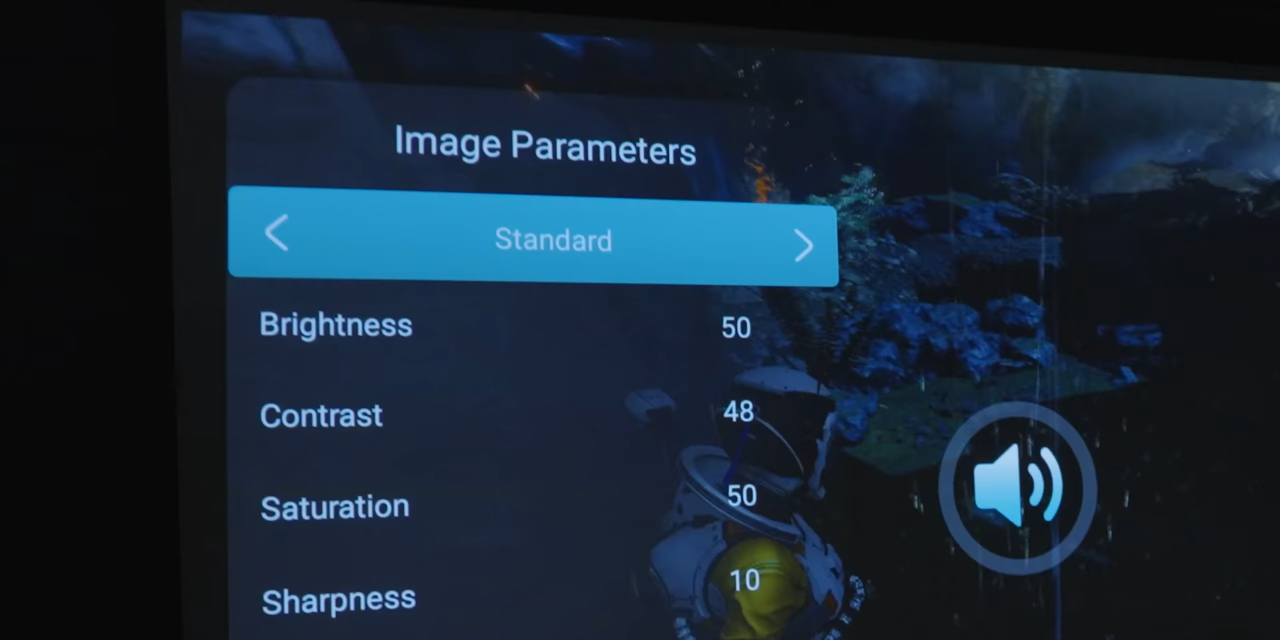 Image Parameters
Standard
Brightness 50
Contrast 48
Saturation 50
Sharpness 10